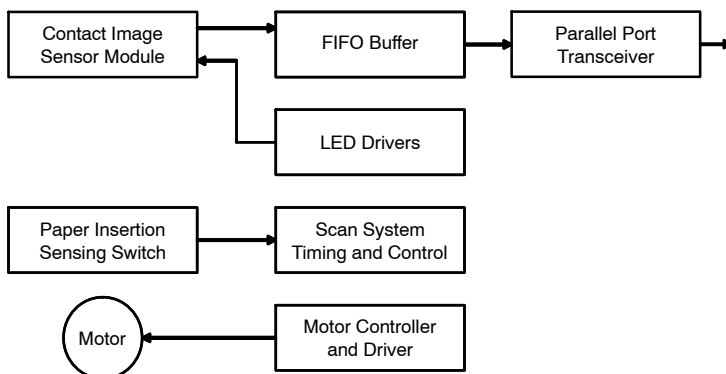 Contact Image
Sensor Module
FIFO Buffer
Parallel Port
Transceiver
LED Drivers
Paper Insertion
Sensing Switch
Scan System
Timing and Control
Motor
Motor Controller
and Driver